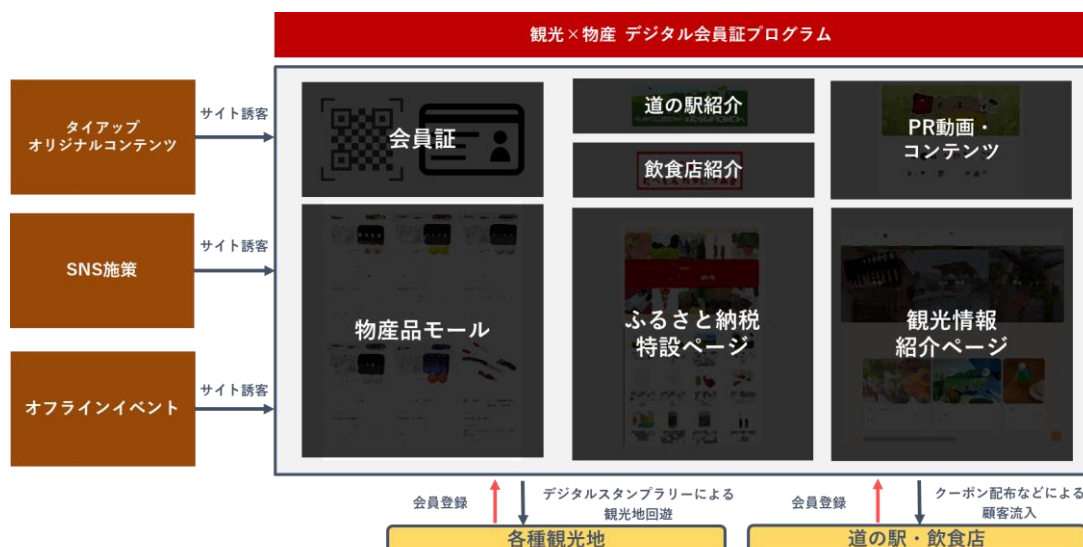 観光×物産 デジタル会員証プログラム
タイアップ
オリジナルコンテンツ
サイト誘客
会員証
道の駅紹介
飲食店紹介
PR動画・
コンテンツ
SNS施策
サイト誘客
物産品モール
ふるさと納税
特設ページ
観光情報
紹介ページ
オフラインイベント
サイト誘客
会員登録
デジタルスタンプラリーによる
観光地回遊
会員登録
クーポン配布などによる
顧客流入
各種観光地
道の駅・飲食店